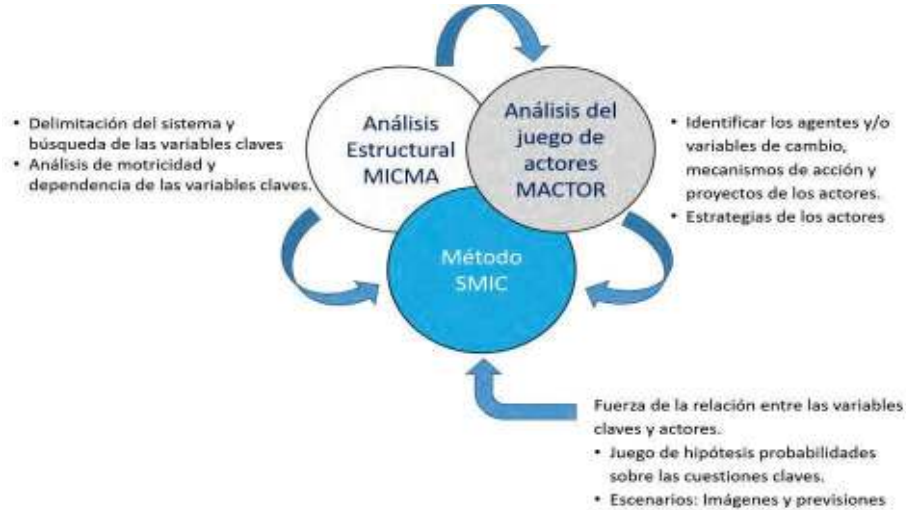 Análisis
Estructural
MICMA
Análisis del
juego de
actores
MACTOR
Método
SMIC
• Delimitación del sistema y
búsqueda de las variables claves
• Análisis de motricidad y
dependencia de las variables claves.
• Identificar los agentes y/o
variables de cambio,
mecanismos de acción y
proyectos de los actores.
• Estrategias de los actores
Fuerza de la relación entre las variables
claves y actores.
• Juego de hipótesis probabilidades
sobre las cuestiones claves.
• Escenarios: Imágenes y previsiones